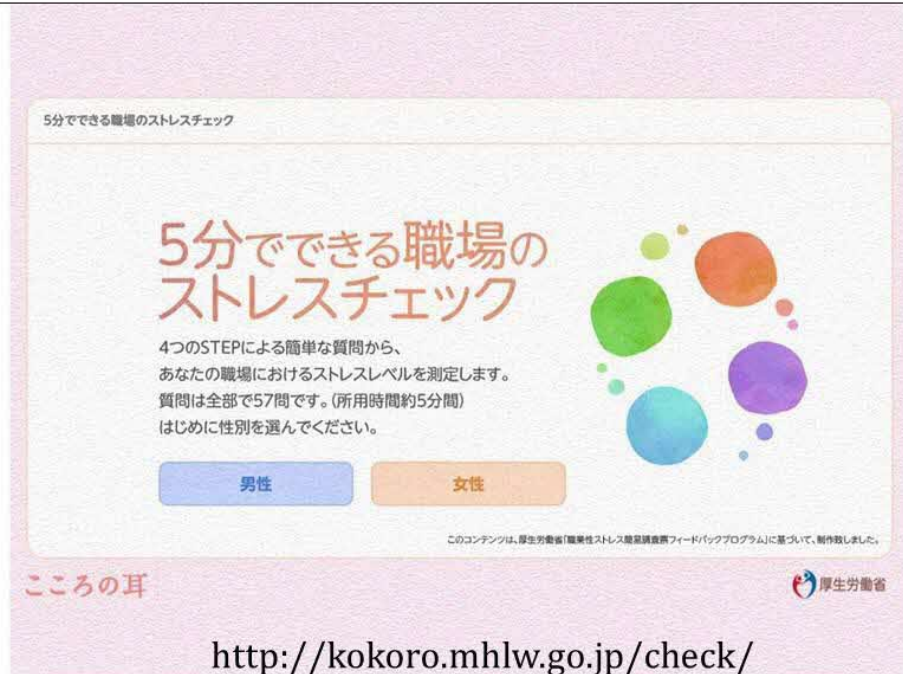 5分でできる職場のストレスチェック
5分でできる職場の
ストレスチェック
4つのSTEPによる簡単な質問から、
あなたの職場におけるストレスレベルを測定します。
質問は全部で57問です。(所用時間約5分間)
はじめに性別を選んでください。
男性
女性
このコンテンツは、厚生労働省「職業性ストレス簡易調査票フィードバックプログラム」に基づいて、制作致しました。
こころの耳
厚生労働省
http://kokoro.mhlw.go.jp/check/